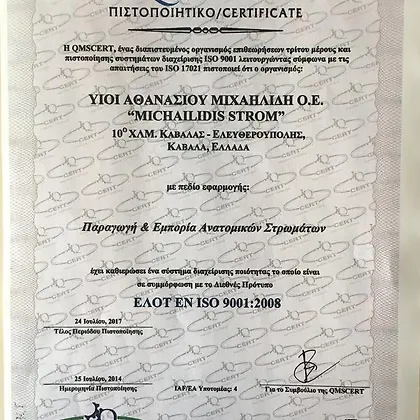 ΠΙΣΤΟΠΟΙΗΤΙΚΟ/CERTIFICATE
Η QMSCERT, ένας διαπιστευμένος οργανισμός επιθεωρήσεων τρίτου μέρους και
πιστοποίησης συστημάτων διαχείρισης ISO 9001 λειτουργώντας σύμφωνα με τις
απαιτήσεις του ISO 17021 πιστοποιεί ότι ο οργανισμός:
ΥΙΟΙ ΑΘΑΝΑΣΙΟΥ ΜΙΧΑΗΛΙΔΗ Ο.Ε.
“MICHAILIDIS STROM”
10ο ΧΛΜ. ΚΑΒΑΛΑΣ - ΕΛΕΥΘΕΡΟΥΠΟΛΗΣ,
ΚΑΒΑΛΑ, ΕΛΛΑΔΑ
με πεδίο εφαρμογής:
Παραγωγή & Εμπορία Ανατομικών Στρωμάτων
έχει καθιερώσει ένα σύστημα διαχείρισης ποιότητας το οποίο είναι
σε συμμόρφωση με το Διεθνές Πρότυπο
ΕΛΟΤ EN ISO 9001:2008
24 Ιουλίου, 2017
Τέλος Περιόδου Πιστοποίησης
25 Ιουλίου, 2014
Ημερομηνία Πιστοποίησης
IAF/EA Υποτομέας: 4
Για το Συμβούλιο της QMSCERT